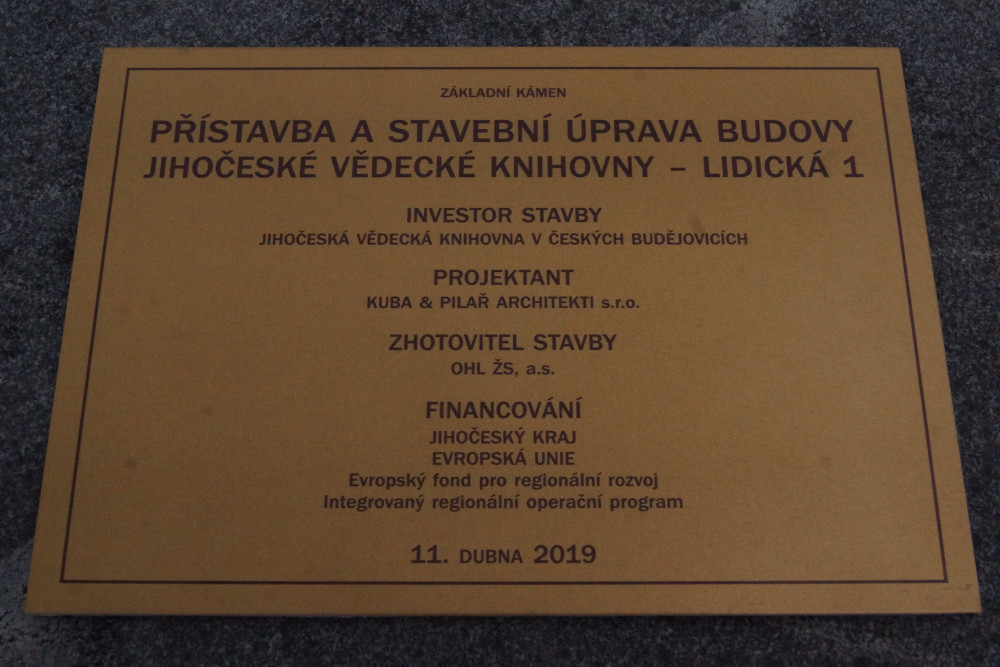 ZÁKLADNÍ KÁMEN
PŘÍSTAVBA A STAVEBNÍ ÚPRAVA BUDOVY
JIHOČESKÉ VĚDECKÉ KNIHOVNY – LIDICKÁ 1
INVESTOR STAVBY
JIHOČESKÁ VĚDECKÁ KNIHOVNA V ČESKÝCH BUDĚJOVICÍCH
PROJEKTANT
KUBA & PILAŘ ARCHITEKTI s.r.o.
ZHOTOVITEL STAVBY
OHL ŽS, a.s.
FINANCOVÁNÍ
JIHOČESKÝ KRAJ
EVROPSKÁ UNIE
Evropský fond pro regionální rozvoj
Integrovaný regionální operační program
11. DUBNA 2019